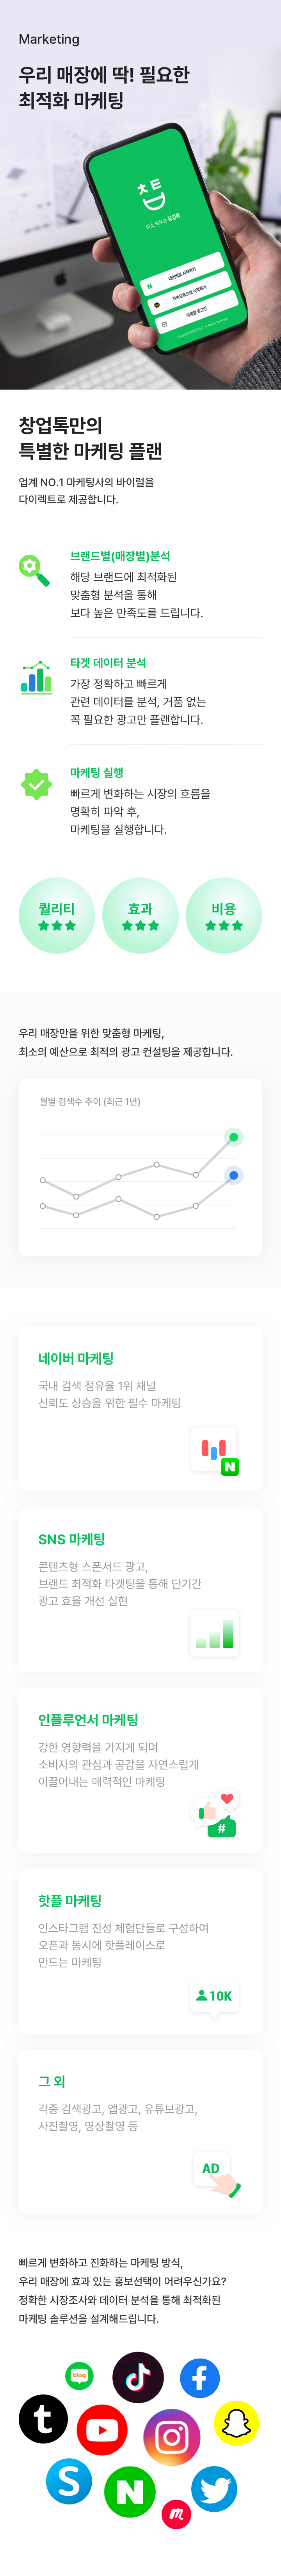 Marketing
우리 매장에 딱! 필요한
최적화 마케팅
네이버로 시작하기
카카오톡으로 시작하기
이메일 로그인
창업톡만의
특별한 마케팅 플랜
업계 NO.1 마케팅사의 바이럴을
다이렉트로 제공합니다.
브랜드별(매장별)분석
해당 브랜드에 최적화된
맞춤형 분석을 통해
보다 높은 만족도를 드립니다.
타겟 데이터 분석
가장 정확하고 빠르게
관련 데이터를 분석, 거품 없는
꼭 필요한 광고만 플랜합니다.
마케팅 실행
빠르게 변화하는 시장의 흐름을
명확히 파악 후,
마케팅을 실행합니다.
퀄리티
효과
비용
우리 매장만을 위한 맞춤형 마케팅,
최소의 예산으로 최적의 광고 컨설팅을 제공합니다.
월별 검색수 추이 (최근 1년)
네이버 마케팅
국내 검색 점유율 1위 채널
신뢰도 상승을 위한 필수 마케팅
N
SNS 마케팅
콘텐츠형 스폰서드 광고,
브랜드 최적화 타겟팅을 통해 단기간
광고 효율 개선 실현
인플루언서 마케팅
강한 영향력을 가지게 되며
소비자의 관심과 공감을 자연스럽게
이끌어내는 매력적인 마케팅
#
핫플 마케팅
인스타그램 진성 체험단들로 구성하여
오픈과 동시에 핫플레이스로
만드는 마케팅
10K
그 외
각종 검색광고, 앱광고, 유튜브광고,
사진촬영, 영상촬영 등
AD
빠르게 변화하고 진화하는 마케팅 방식,
우리 매장에 효과 있는 홍보선택이 어려우신가요?
정확한 시장조사와 데이터 분석을 통해 최적화된
마케팅 솔루션을 설계해드립니다.
blog
f
t
S
N
m